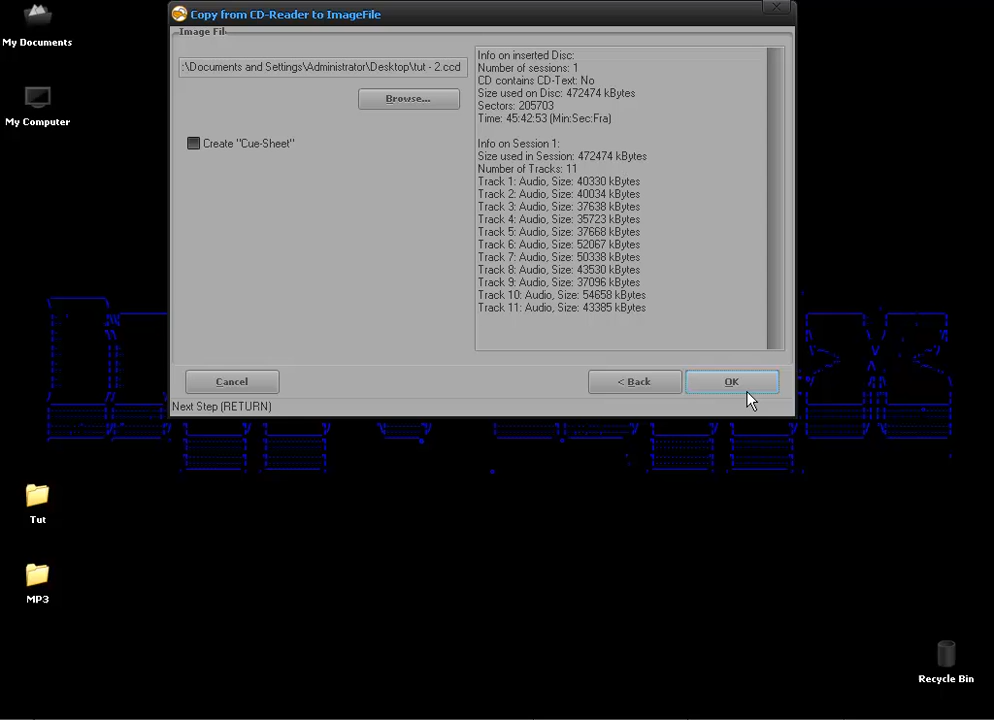 My Documents
My Computer
Copy from CD-Reader to ImageFile
Image Fil
:\Documents and Settings\Administrator\Desktop\tut - 2.ccd
Browse...
Create "Cue-Sheet"
Info on inserted Disc:
Number of sessions: 1
CD contains CD-Text: No
Size used on Disc: 472474 kBytes
Sectors: 205703
Time: 45:42:53 (Min:Sec:Fra)
Info on Session 1:
Size used in Session: 472474 kBytes
Number of Tracks: 11
Track 1: Audio, Size: 40330 kBytes
Track 2: Audio, Size: 40034 kBytes
Track 3: Audio, Size: 37638 kBytes
Track 4: Audio, Size: 35723 kBytes
Track 5: Audio, Size: 37668 kBytes
Track 6: Audio, Size: 52067 kBytes
Track 7: Audio, Size: 50338 kBytes
Track 8: Audio, Size: 43530 kBytes
Track 9: Audio, Size: 37096 kBytes
Track 10: Audio, Size: 54658 kBytes
Track 11: Audio, Size: 43385 kBytes
Cancel
< Back
OK
Next Step (RETURN)
Tut
MP3
Recycle Bin